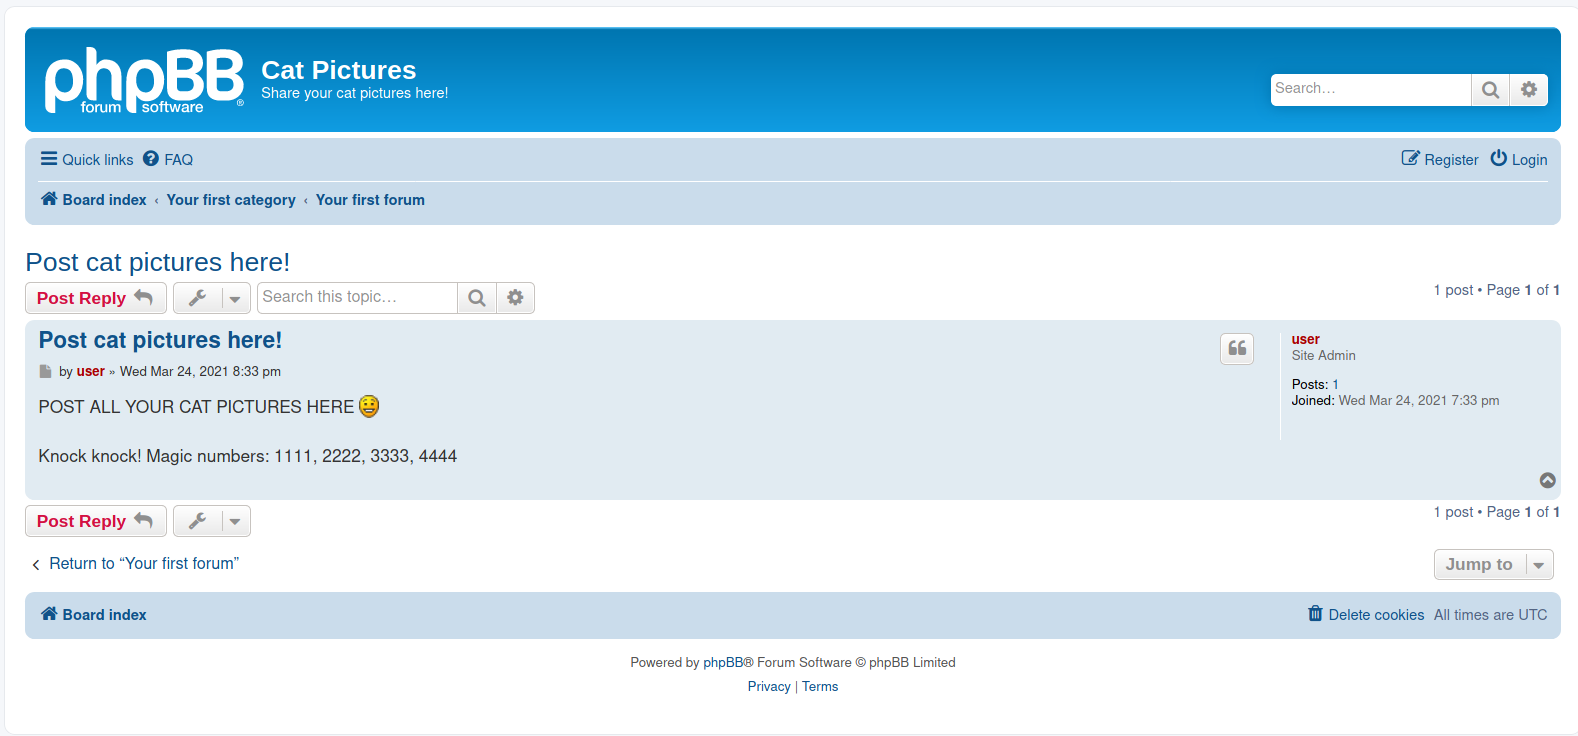 phpBB
forum software ®
Cat Pictures
Share your cat pictures here!
Search…
Quick links FAQ
Register Login
Board index ‹ Your first category ‹ Your first forum
Post cat pictures here!
Post Reply
Search this topic…
1 post • Page 1 of 1
Post cat pictures here!
by user » Wed Mar 24, 2021 8:33 pm
POST ALL YOUR CAT PICTURES HERE
Knock knock! Magic numbers: 1111, 2222, 3333, 4444
user
Site Admin
Posts: 1
Joined: Wed Mar 24, 2021 7:33 pm
Post Reply
1 post • Page 1 of 1
Return to “Your first forum”
Jump to
Board index
Delete cookies All times are UTC
Powered by phpBB® Forum Software © phpBB Limited
Privacy | Terms